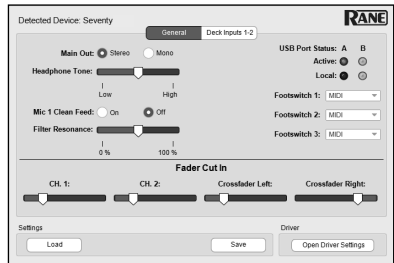 Detected Device: Seventy
RANE
General
Deck Inputs 1-2
Main Out: Stereo Mono
Headphone Tone:
Low High
Mic 1 Clean Feed: On Off
Filter Resonance:
0 % 100 %
USB Port Status: A B
Active:
Local:
Footswitch 1: MIDI
Footswitch 2: MIDI
Footswitch 3: MIDI
Fader Cut In
CH. 1: CH. 2: Crossfader Left: Crossfader Right:
Settings
Load
Save
Driver
Open Driver Settings